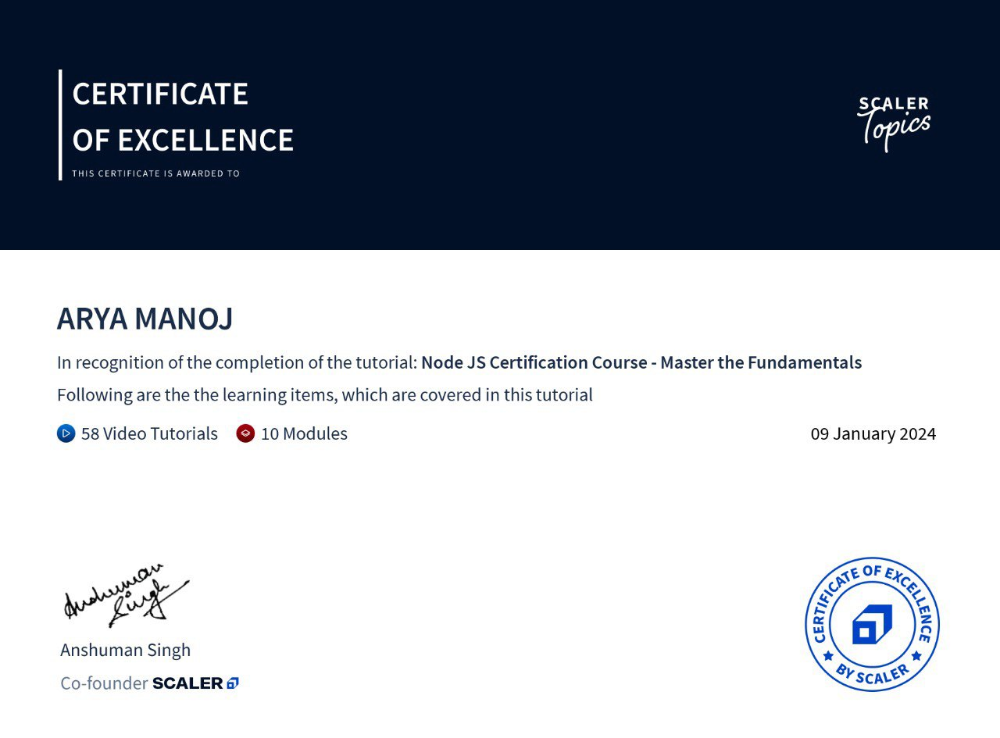 CERTIFICATE
OF EXCELLENCE
THIS CERTIFICATE IS AWARDED TO
SCALER
Topics
ARYA MANOJ
In recognition of the completion of the tutorial: Node JS Certification Course - Master the Fundamentals
Following are the the learning items, which are covered in this tutorial
58 Video Tutorials 10 Modules 09 January 2024
Anshuman
Singh
Anshuman Singh
Co-founder SCALER
CERTIFICATE OF EXCELLENCE
BY SCALER